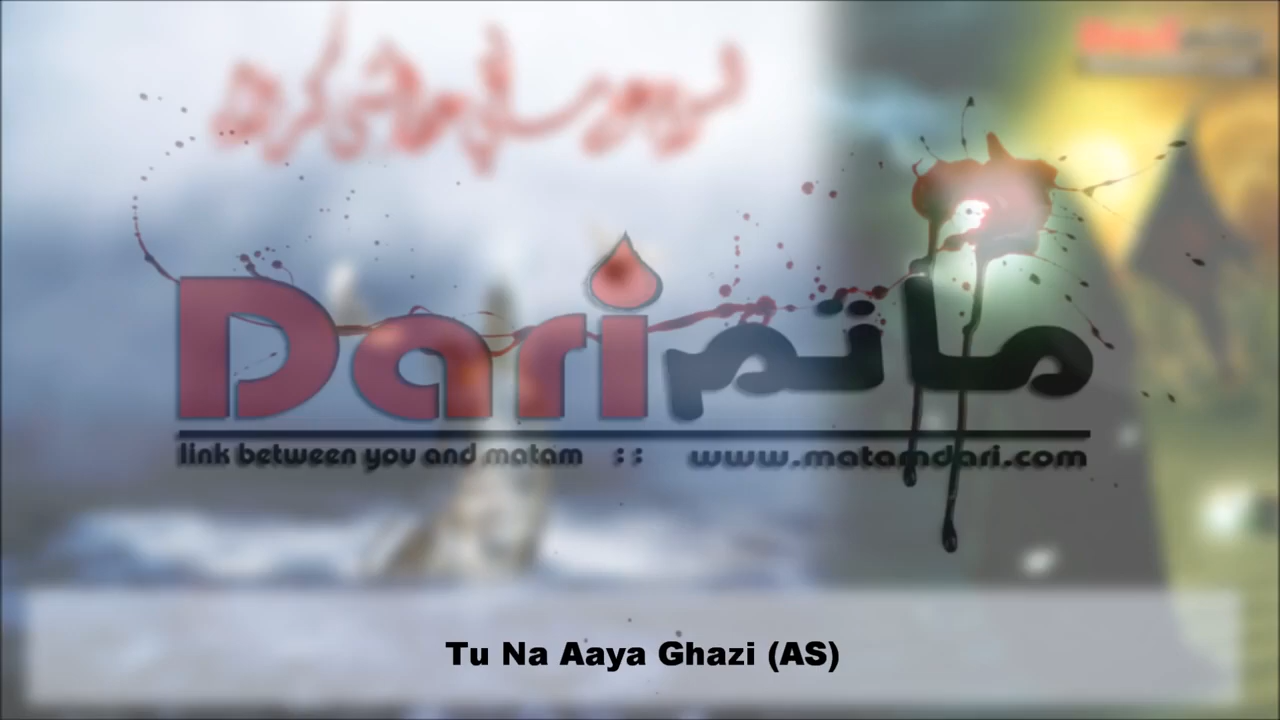 Dari ماتم
link between you and matam :: www.matamdari.com
Tu Na Aaya Ghazi (AS)